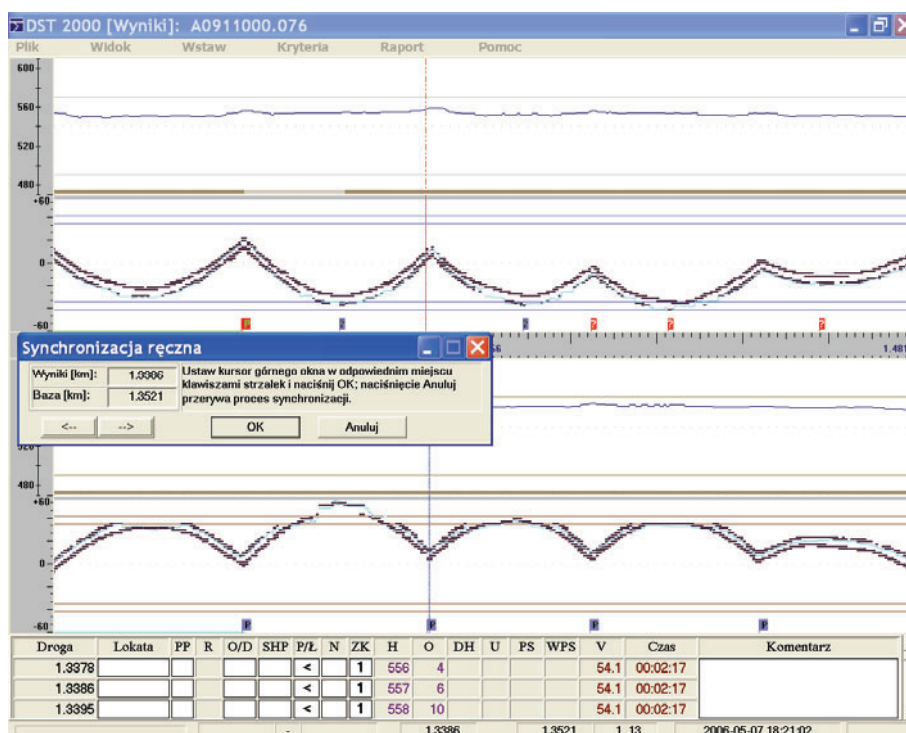 DST 2000 [Wyniki]: A0911000.076
Plik Widok Wstaw Kryteria Raport Pomoc
600
560
520
480
+60
0
-60
P 2 2 ? ? ?
1.481
Synchronizacja ręczna
Wyniki [km]: 1.3386
Baza [km]: 1.3521
Ustaw kursor górnego okna w odpowiednim miejscu
klawiszami strzałek i naciśnij OK; naciśnięcie Anuluj
przerywa proces synchronizacji.
<-- --> OK Anuluj
480
+60
0
-60
P P P P
Droga Lokata PP R O/D SHP P/Ł N ZK H O DH U PS WPS V Czas Komentarz
1.3378 < 1 556 4 54.1 00:02:17
1.3386 < 1 557 6 54.1 00:02:17
1.3395 < 1 558 10 54.1 00:02:17
- 1.3386 1.3521 1 13 2006-05-07 18:21:02